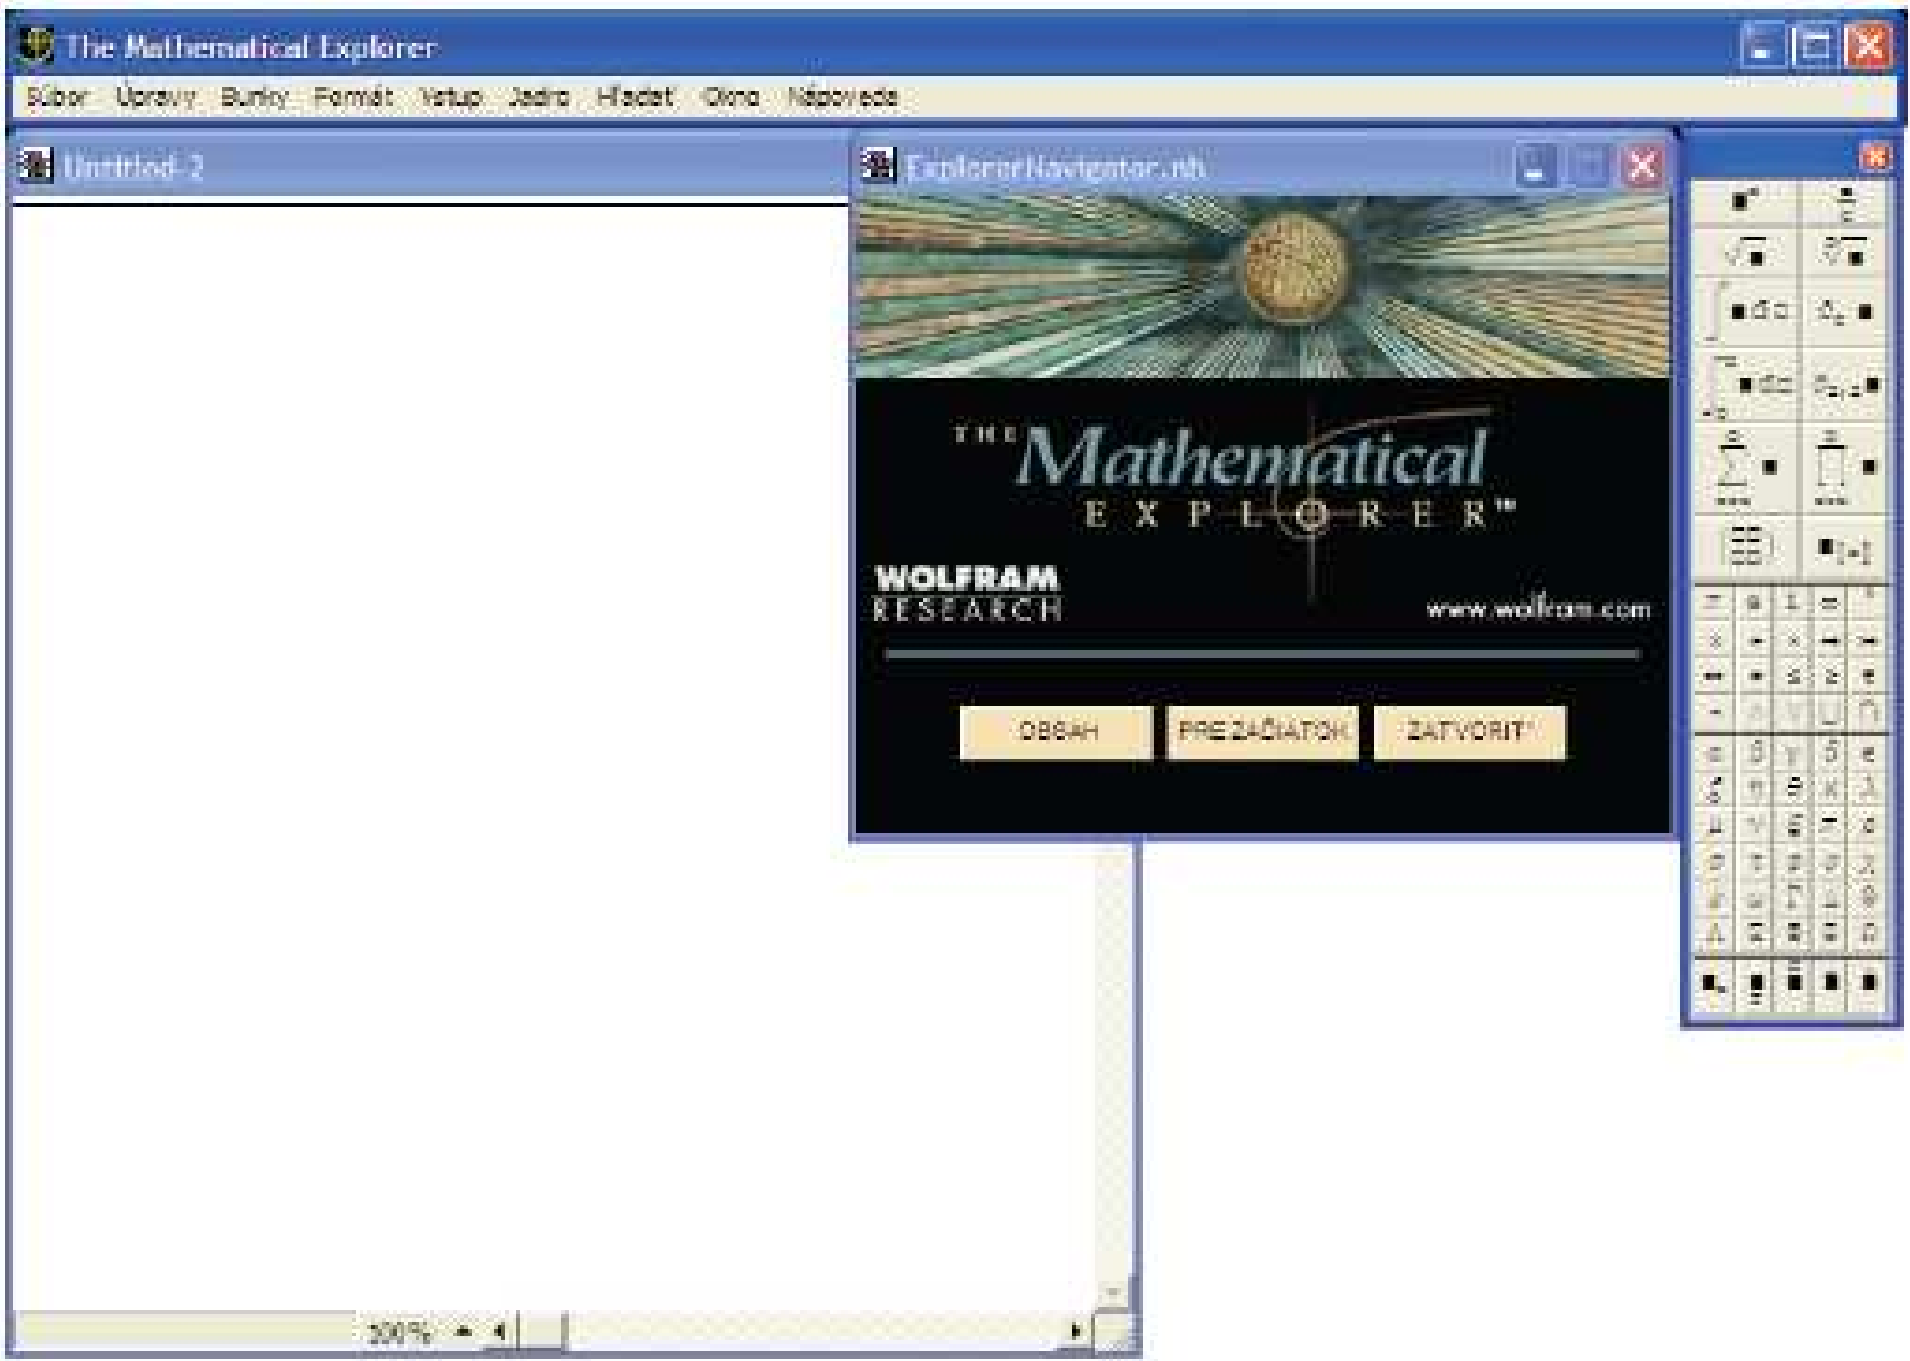 The Mathematical Explorer
Súbor Úpravy Bunky Formát Vstup Jadro Hľadať Okno Nápoveda
Untitled-2
ExplorerNavigator.nb
THE Mathematical
EXPLORER™
WOLFRAM
RESEARCH
www.wolfram.com
OBSAH PRE ZAČIATOK ZATVORIŤ
100%